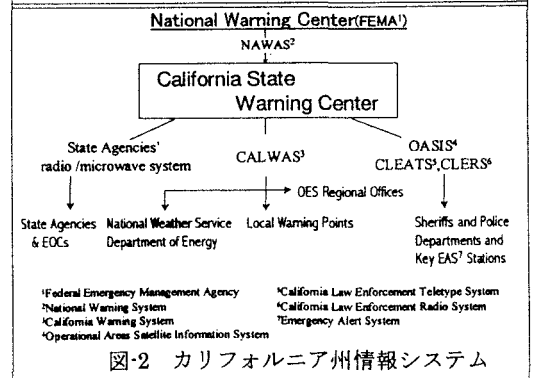 National Warning Center(FEMA¹)
NAWAS²
California State
Warning Center
State Agencies'
radio /microwave system
CALWAS³
OASIS⁴
CLEATS⁵,CLERS⁶
OES Regional Offices
State Agencies
& EOCs
National Weather Service
Department of Energy
Local Warning Points
Sheriffs and Police
Departments and
Key EAS⁷ Stations
¹Federal Emergency Management Agency
²National Warning System
³California Warning System
⁴Operational Areas Satellite Information System
⁵California Law Enforcement Teletype System
⁶California Law Enforcement Radio System
⁷Emergency Alert System
図-2 カリフォルニア州情報システム